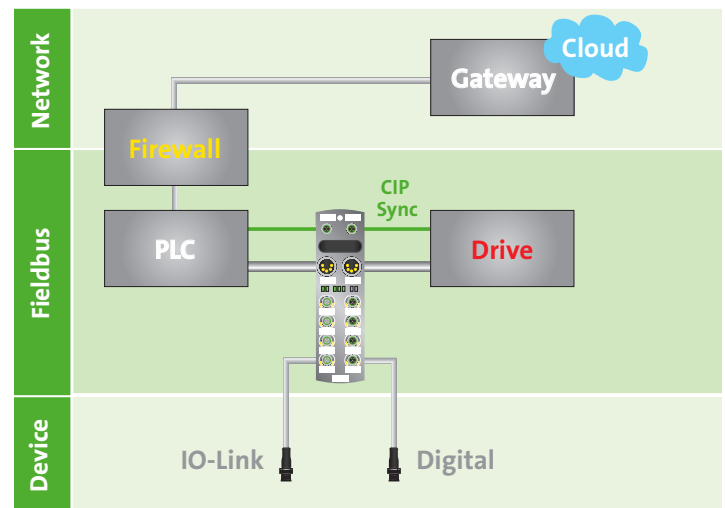 Network
Cloud
Gateway
Firewall
Fieldbus
CIP
Sync
PLC
Drive
Device
IO-Link
Digital